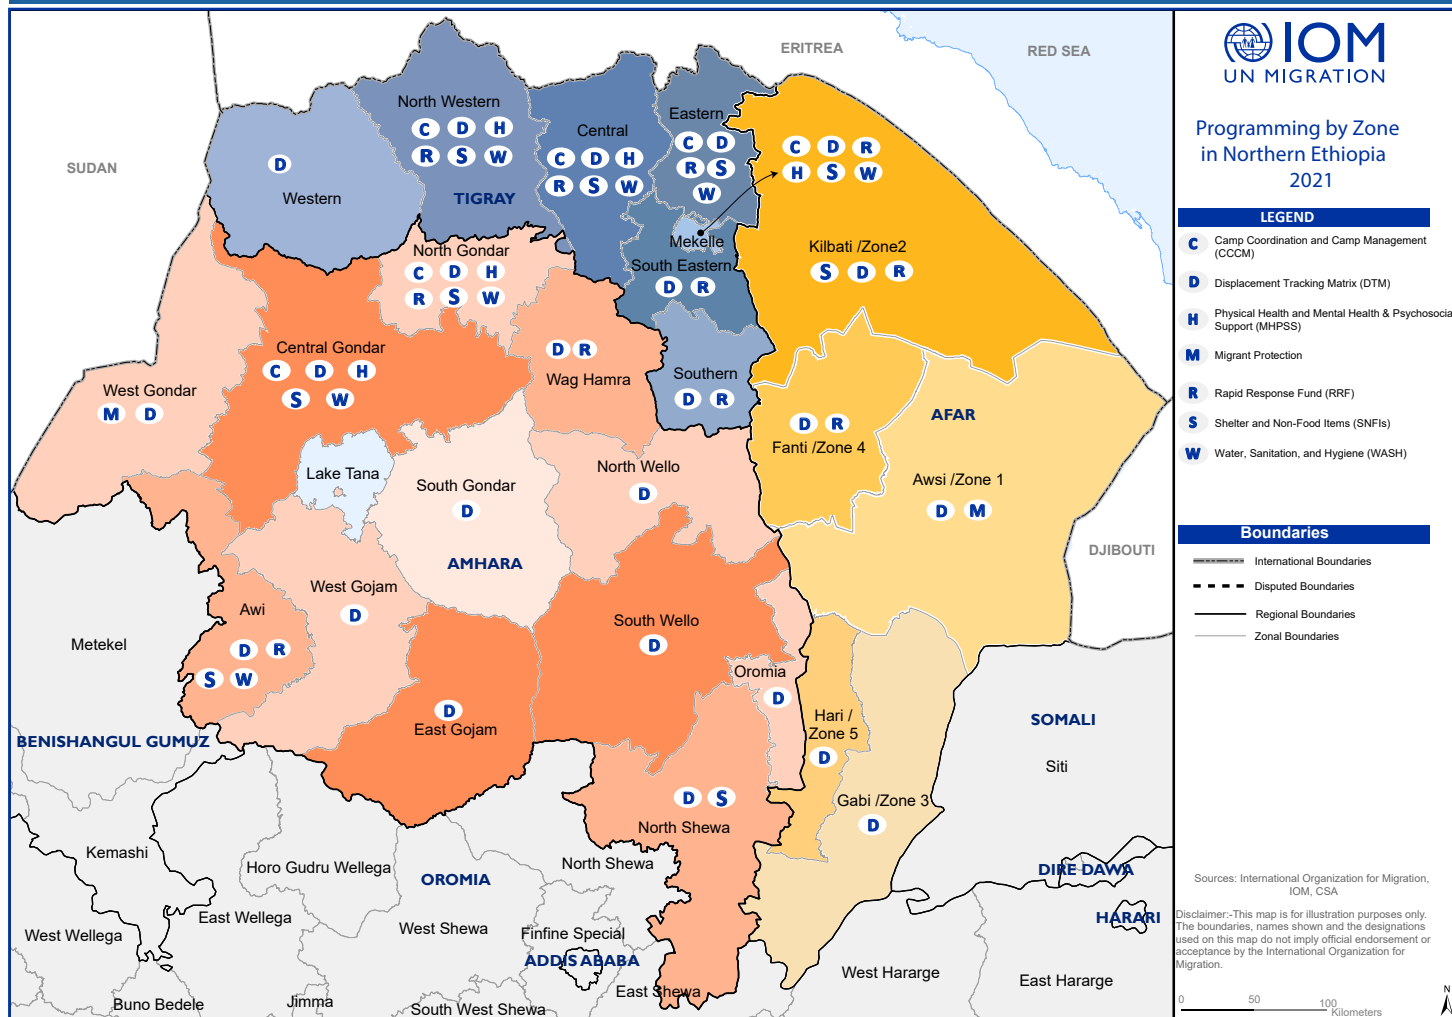 ERITREA
RED SEA
SUDAN
DJIBOUTI
North Western
C D H
R S W
TIGRAY
Central
C D H
R S W
Eastern
C D
R S
W
D
Western
C D R
H S W
Mekelle
South Eastern
D R
Kilbati /Zone2
S D R
North Gondar
C D H
R S W
Central Gondar
C D H
S W
D R
Wag Hamra
Southern
D R
West Gondar
M D
AFAR
D R
Fanti /Zone 4
Awsi /Zone 1
D M
Lake Tana
South Gondar
D
North Wello
D
AMHARA
West Gojam
D
Awi
D R
S W
South Wello
D
Metekel
Oromia
D
D
East Gojam
Hari /
Zone 5
D
BENISHANGUL GUMUZ
SOMALI
Siti
D S
North Shewa
Gabi /Zone 3
D
Kemashi
Horo Gudru Wellega
OROMIA
North Shewa
DIRE DAWA
HARARI
East Wellega
West Wellega
West Shewa
Finfine Special
ADDIS ABABA
East Shewa
West Hararge
East Hararge
Buno Bedele
Jimma
South West Shewa
IOM
UN MIGRATION
Programming by Zone
in Northern Ethiopia
2021
LEGEND
C Camp Coordination and Camp Management
(CCCM)
D Displacement Tracking Matrix (DTM)
H Physical Health and Mental Health & Psychosocia
Support (MHPSS)
M Migrant Protection
R Rapid Response Fund (RRF)
S Shelter and Non-Food Items (SNFIs)
W Water, Sanitation, and Hygiene (WASH)
Boundaries
International Boundaries
Disputed Boundaries
Regional Boundaries
Zonal Boundaries
Sources: International Organization for Migration,
IOM, CSA
Disclaimer:-This map is for illustration purposes only.
The boundaries, names shown and the designations
used on this map do not imply official endorsement or
acceptance by the International Organization for
Migration.
0 50 100
Kilometers
N